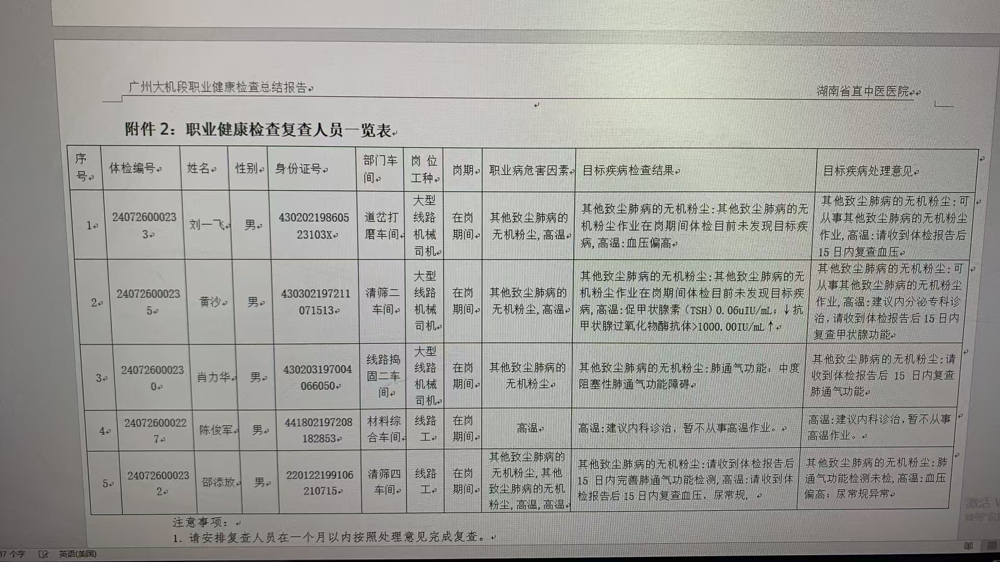 广州大机段职业健康检查总结报告
湖南省直中医医院
附件2：职业健康检查复查人员一览表
序
号
体检编号
姓名
性别
身份证号
部门车
间
岗 位
工种
岗期
职业病危害因素
目标疾病检查结果
目标疾病处理意见
1
24072600023
3
刘一飞
男
430202198605
23103X
道岔打
磨车间
大型
线路
机械
司机
在岗
期间
其他致尘肺病的
无机粉尘,高温
其他致尘肺病的无机粉尘:其他致尘肺病的无
机粉尘作业在岗期间体检目前未发现目标疾
病,高温:血压偏高
其他致尘肺病的无机粉尘:可
从事其他致尘肺病的无机粉尘
作业,高温:请收到体检报告后
15日内复查血压
2
24072600023
5
黄沙
男
430302197211
071513
清筛二
车间
大型
线路
机械
司机
在岗
期间
其他致尘肺病的
无机粉尘,高温
其他致尘肺病的无机粉尘:其他致尘肺病的无
机粉尘作业在岗期间体检目前未发现目标疾
病,高温:促甲状腺素（TSH）0.06uIU/mL；↓抗
甲状腺过氧化物酶抗体>1000.00IU/mL↑
其他致尘肺病的无机粉尘:可
从事其他致尘肺病的无机粉尘
作业,高温:建议内分泌专科诊
治，请收到体检报告后15日内
复查甲状腺功能
3
24072600023
0
肖力华
男
430203197004
066050
线路捣
固二车
间
大型
线路
机械
司机
在岗
期间
其他致尘肺病的
无机粉尘
其他致尘肺病的无机粉尘:肺通气功能：中度
阻塞性肺通气功能障碍
其他致尘肺病的无机粉尘:请
收到体检报告后 15 日内复查
肺通气功能
4
24072600022
7
陈俊军
男
441802197208
182853
材料综
合车间
线路
工
在岗
期间
高温
高温:建议内科诊治，暂不从事高温作业。
高温:建议内科诊治，暂不从事
高温作业。
5
24072600023
2
邵添放
男
220122199106
210715
清筛四
车间
线路
工
在岗
期间
其他致尘肺病的
无机粉尘,其他
致尘肺病的无机
粉尘,高温,高温
其他致尘肺病的无机粉尘:请收到体检报告后
15日内完善肺通气功能检测,高温:请收到体
检报告后15日内复查血压，尿常规，
其他致尘肺病的无机粉尘:肺
通气功能检测未检,高温:血压
偏高；尿常规异常
注意事项：
1. 请安排复查人员在一个月以内按照处理意见完成复查。
激活
37 个字
英语(美国)